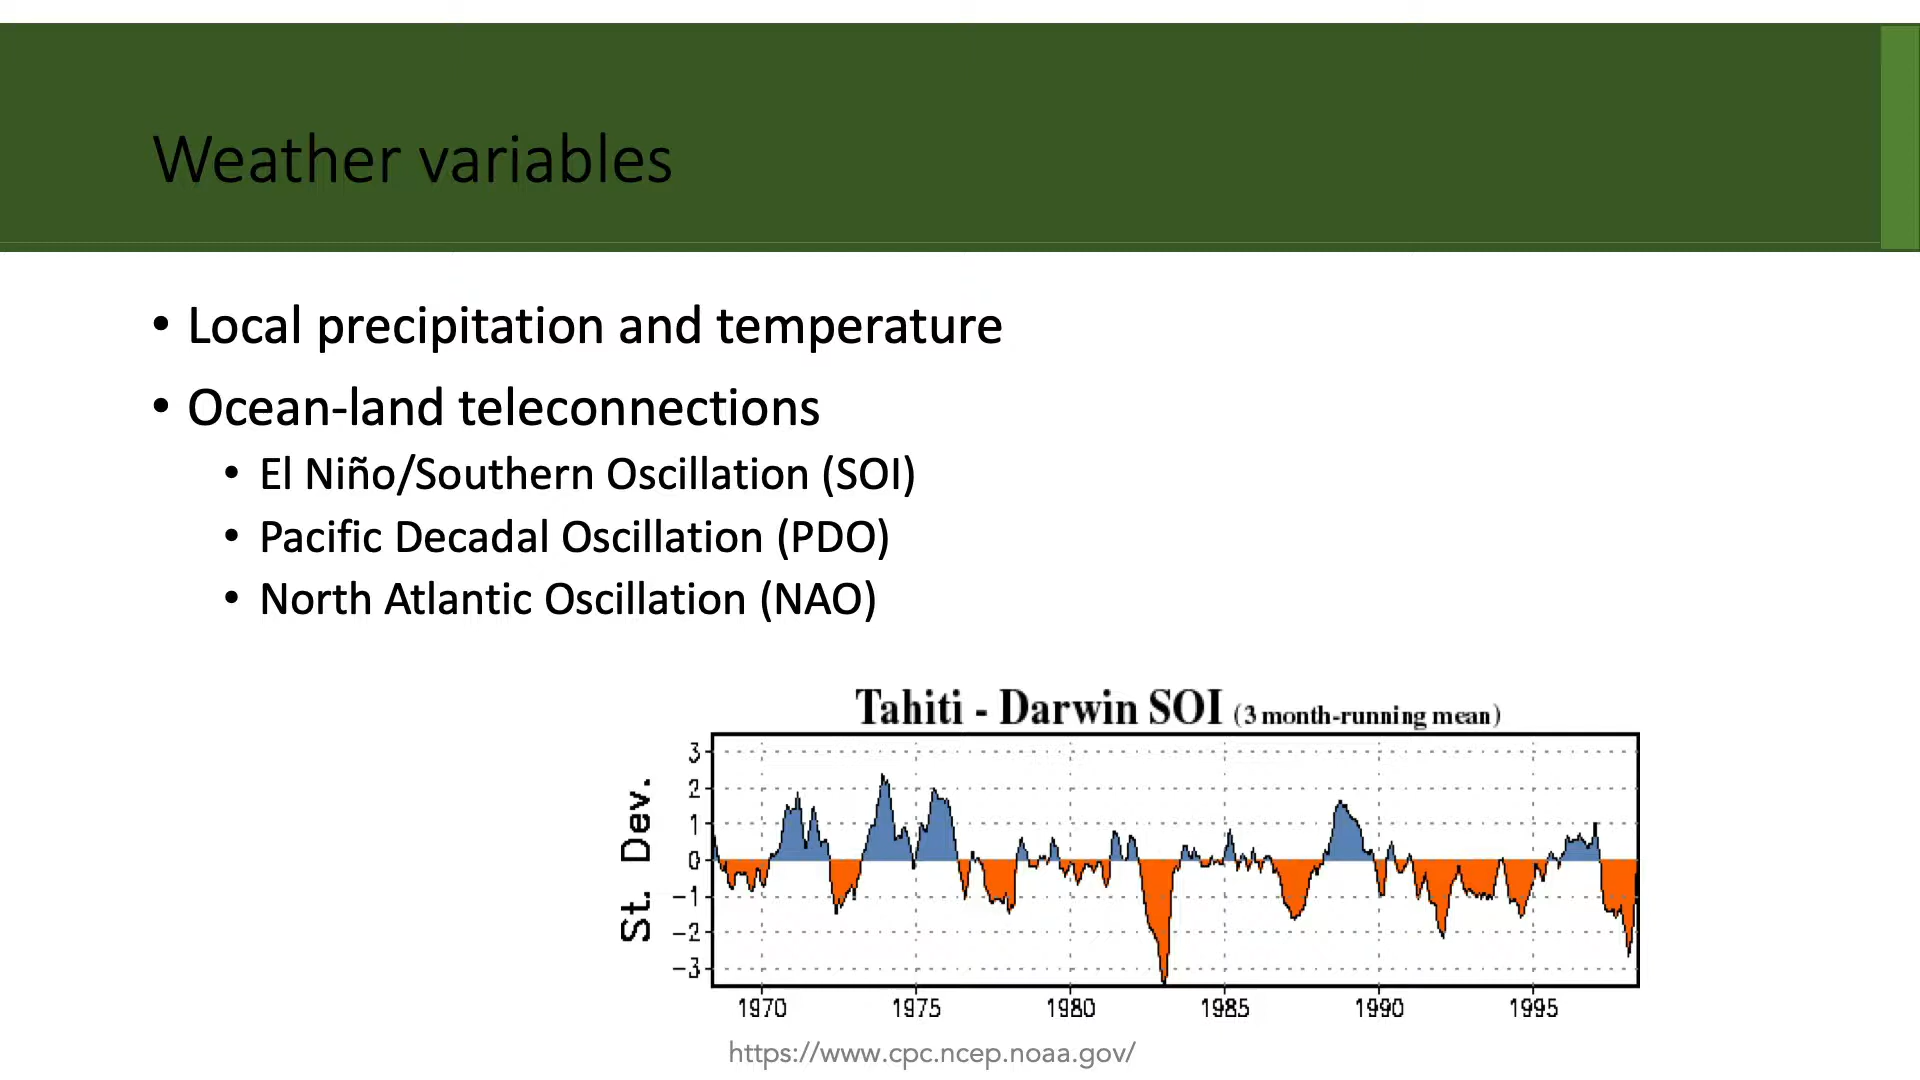 Weather variables
• Local precipitation and temperature
• Ocean-land teleconnections
• El Niño/Southern Oscillation (SOI)
• Pacific Decadal Oscillation (PDO)
• North Atlantic Oscillation (NAO)
Tahiti - Darwin SOI (3 month-running mean)
St. Dev.
3
2
1
0
-1
-2
-3
1970 1975 1980 1985 1990 1995
https://www.cpc.ncep.noaa.gov/